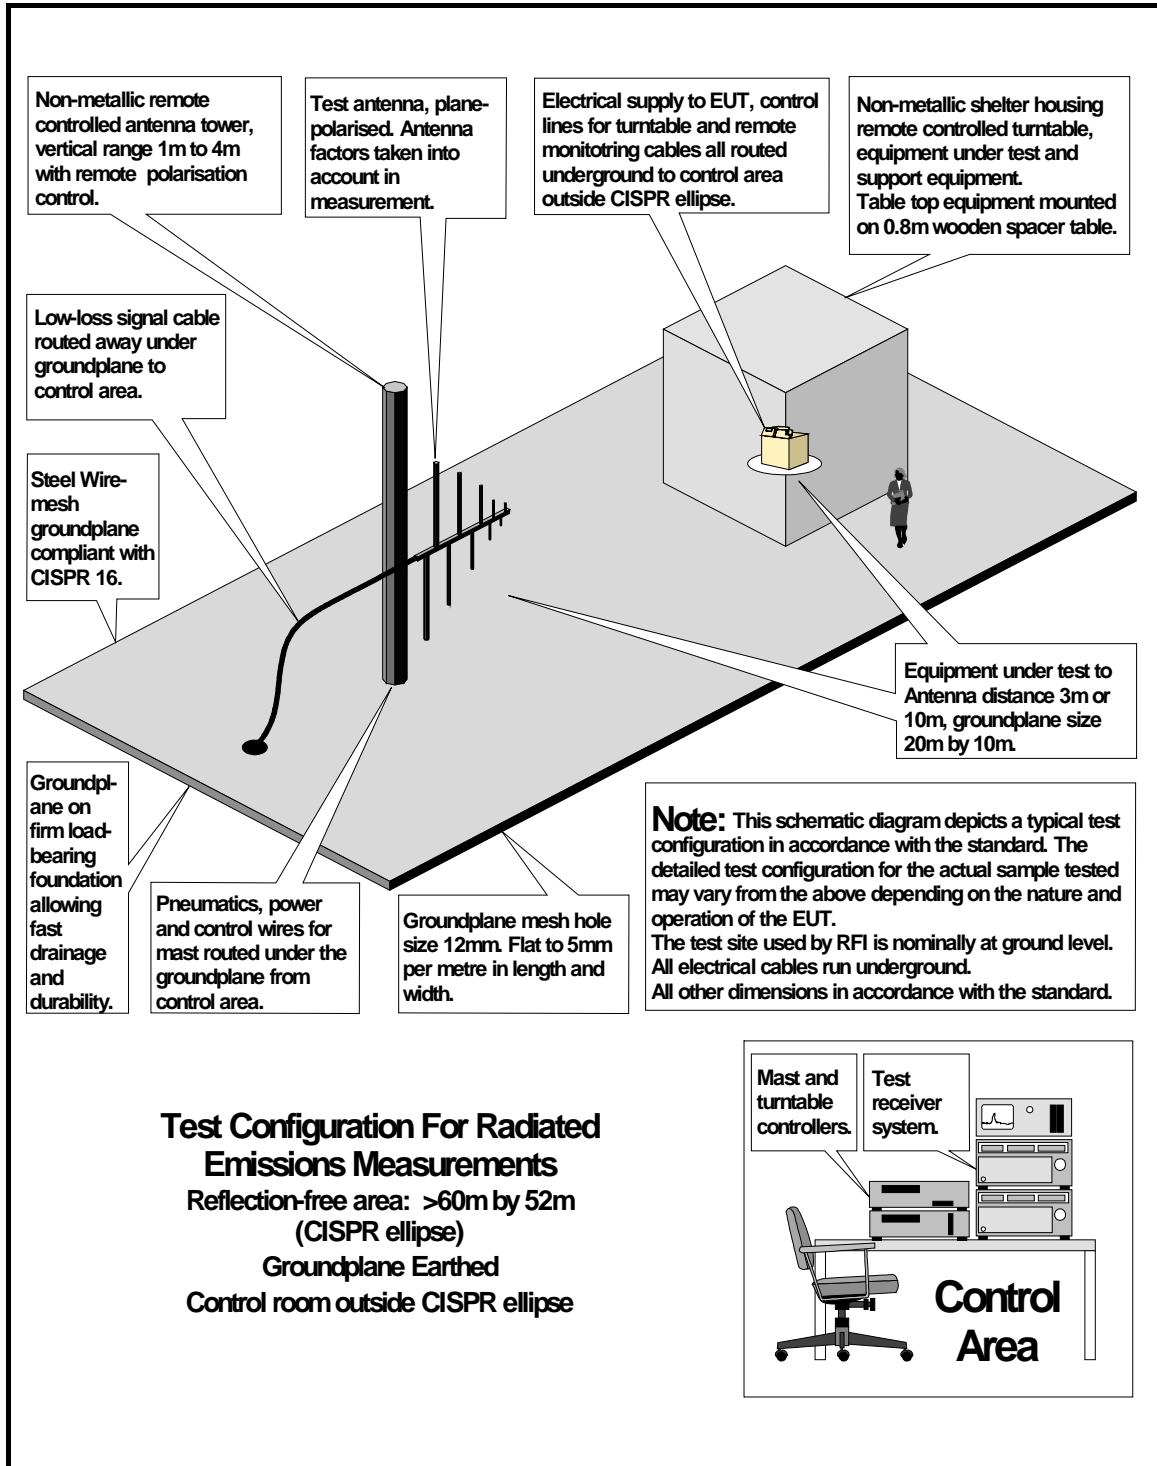 Non-metallic remote
controlled antenna tower,
vertical range 1m to 4m
with remote polarisation
control.
Test antenna, plane-
polarised. Antenna
factors taken into
account in
measurement.
Electrical supply to EUT, control
lines for turntable and remote
monitotring cables all routed
underground to control area
outside CISPR ellipse.
Non-metallic shelter housing
remote controlled turntable,
equipment under test and
support equipment.
Table top equipment mounted
on 0.8m wooden spacer table.
Low-loss signal cable
routed away under
groundplane to
control area.
Steel Wire-
mesh
groundplane
compliant with
CISPR 16.
Equipment under test to
Antenna distance 3m or
10m, groundplane size
20m by 10m.
Groundpl-
ane on
firm load-
bearing
foundation
allowing
fast
drainage
and
durability.
Pneumatics, power
and control wires for
mast routed under the
groundplane from
control area.
Groundplane mesh hole
size 12mm. Flat to 5mm
per metre in length and
width.
Note: This schematic diagram depicts a typical test
configuration in accordance with the standard. The
detailed test configuration for the actual sample tested
may vary from the above depending on the nature and
operation of the EUT.
The test site used by RFI is nominally at ground level.
All electrical cables run underground.
All other dimensions in accordance with the standard.
Test Configuration For Radiated
Emissions Measurements
Reflection-free area: >60m by 52m
(CISPR ellipse)
Groundplane Earthed
Control room outside CISPR ellipse
Mast and
turntable
controllers.
Test
receiver
system.
Control
Area